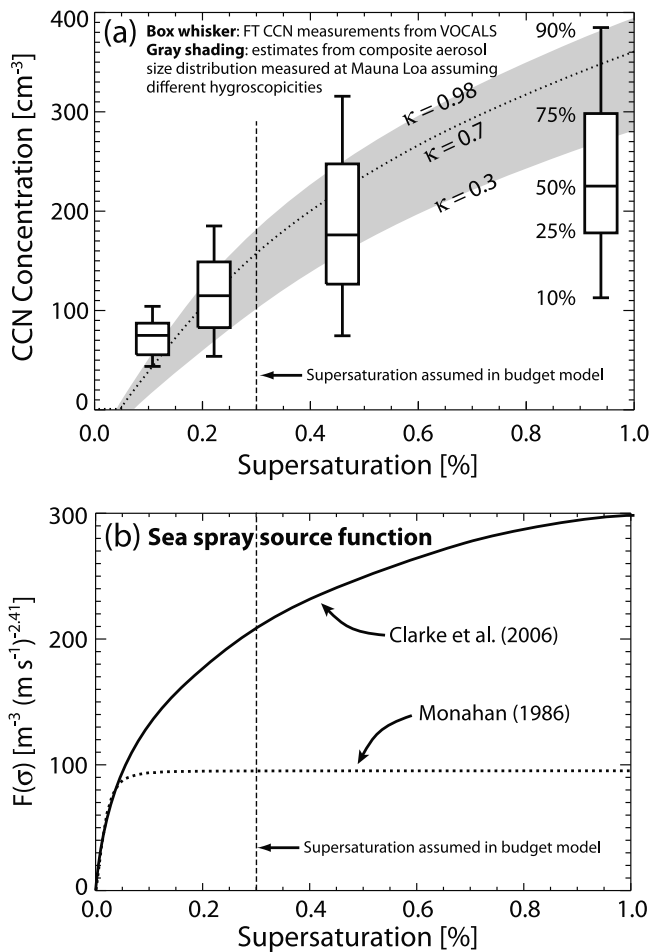 (a)
Box whisker: FT CCN measurements from VOCALS
Gray shading: estimates from composite aerosol
size distribution measured at Mauna Loa assuming
different hygroscopicities
CCN Concentration [cm⁻³]
400
300
200
100
0
κ = 0.98
κ = 0.7
κ = 0.3
90%
75%
50%
25%
10%
Supersaturation assumed in budget model
0.0 0.2 0.4 0.6 0.8 1.0
Supersaturation [%]
(b) Sea spray source function
F(σ) [m⁻³ (m s⁻¹)⁻²·⁴¹]
300
200
100
0
Clarke et al. (2006)
Monahan (1986)
Supersaturation assumed in budget model
0.0 0.2 0.4 0.6 0.8 1.0
Supersaturation [%]